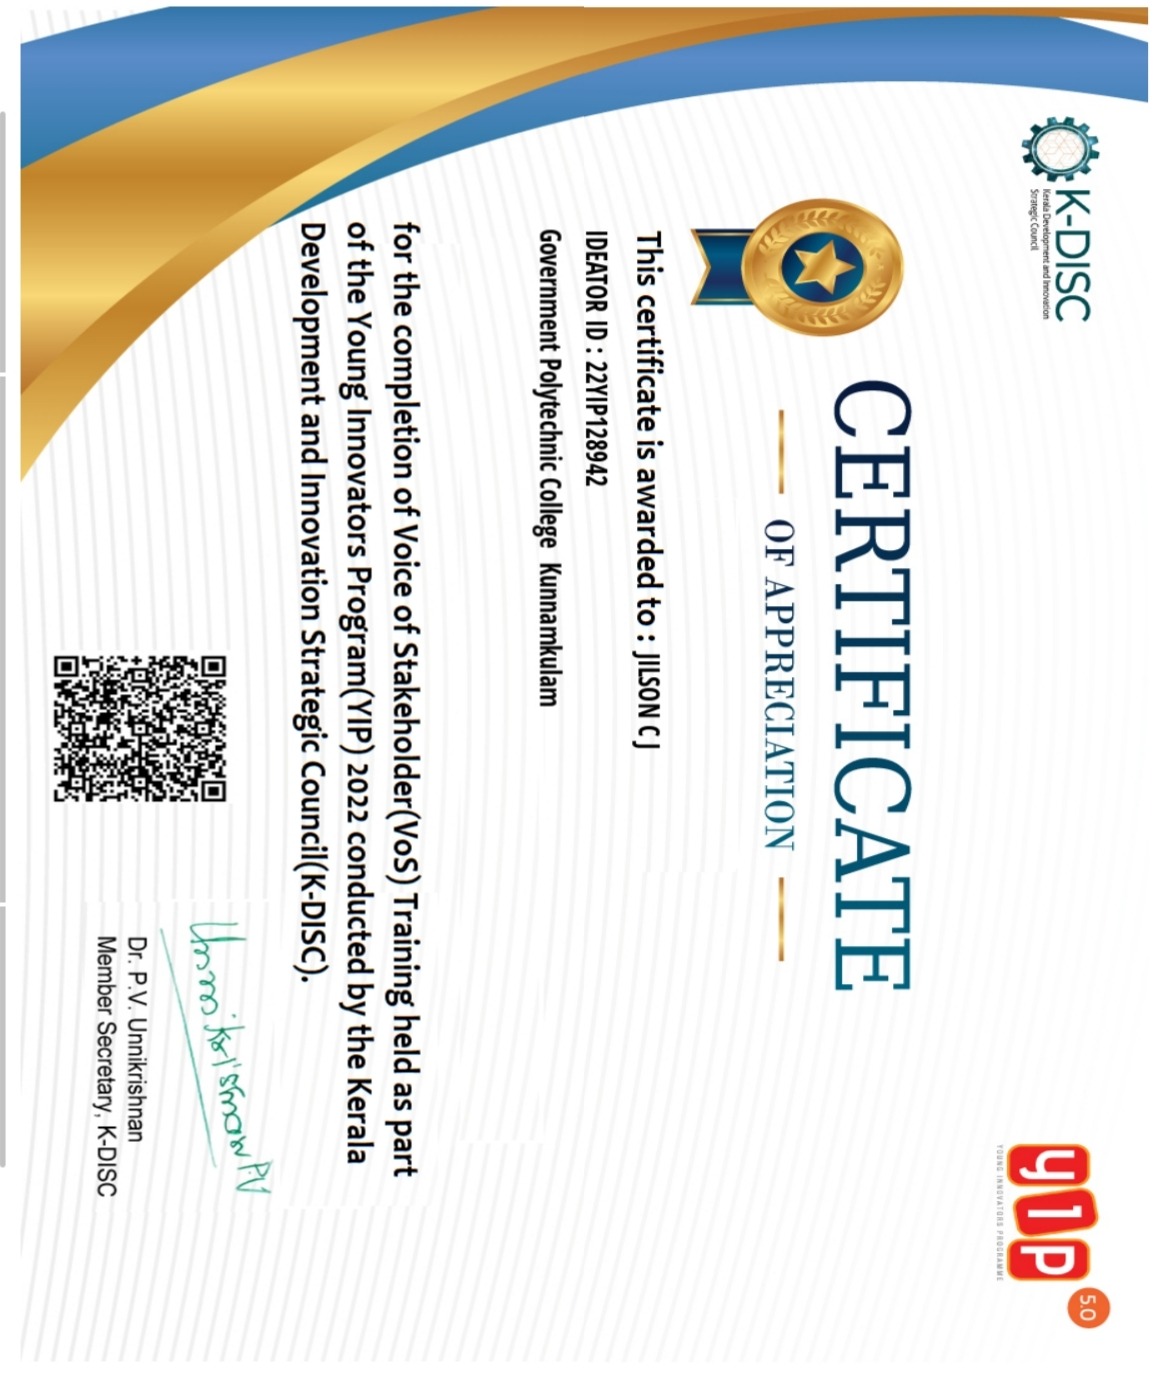 K-DISC
Kerala Development and Innovation
Strategic Council
yip
5.0
YOUNG INNOVATORS PROGRAMME
CERTIFICATE
OF APPRECIATION
This certificate is awarded to : JILSON C J
IDEATOR ID : 22YIP128942
Government Polytechnic College Kunnamkulam
for the completion of Voice of Stakeholder(VoS) Training held as part
of the Young Innovators Program(YIP) 2022 conducted by the Kerala
Development and Innovation Strategic Council(K-DISC).
Unnikrishnan P.V
Dr. P.V. Unnikrishnan
Member Secretary, K-DISC